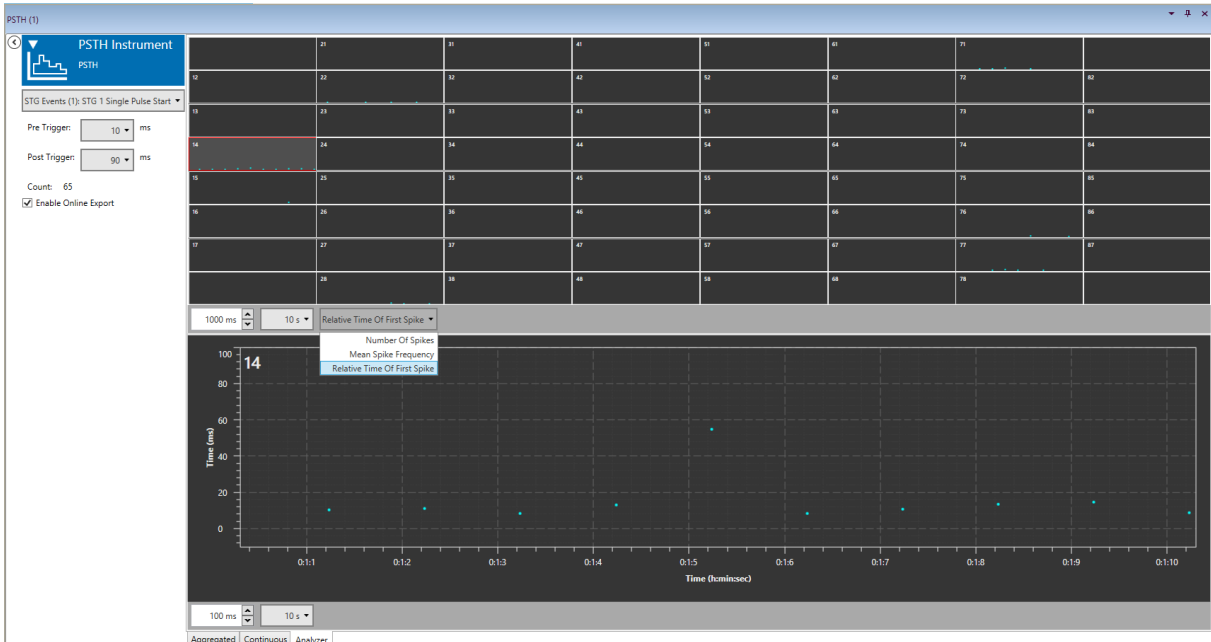 PSTH (1)
PSTH Instrument
PSTH
STG Events (1): STG 1 Single Pulse Start
Pre Trigger: 10 ms
Post Trigger: 90 ms
Count: 65
Enable Online Export
21 31 41 51 61 71
12 22 32 42 52 62 72 82
13 23 33 43 53 63 73 83
14 24 34 44 54 64 74 84
15 25 35 45 55 65 75 85
16 26 36 46 56 66 76 86
17 27 37 47 57 67 77 87
28 38 48 58 68 78
1000 ms 10 s Relative Time Of First Spike
Number Of Spikes
Mean Spike Frequency
Relative Time Of First Spike
14
100
80
60
40
20
0
Time (ms)
0:1:1 0:1:2 0:1:3 0:1:4 0:1:5 0:1:6 0:1:7 0:1:8 0:1:9 0:1:10
Time (h:min:sec)
100 ms 10 s
Aggregated Continuous Analyzer